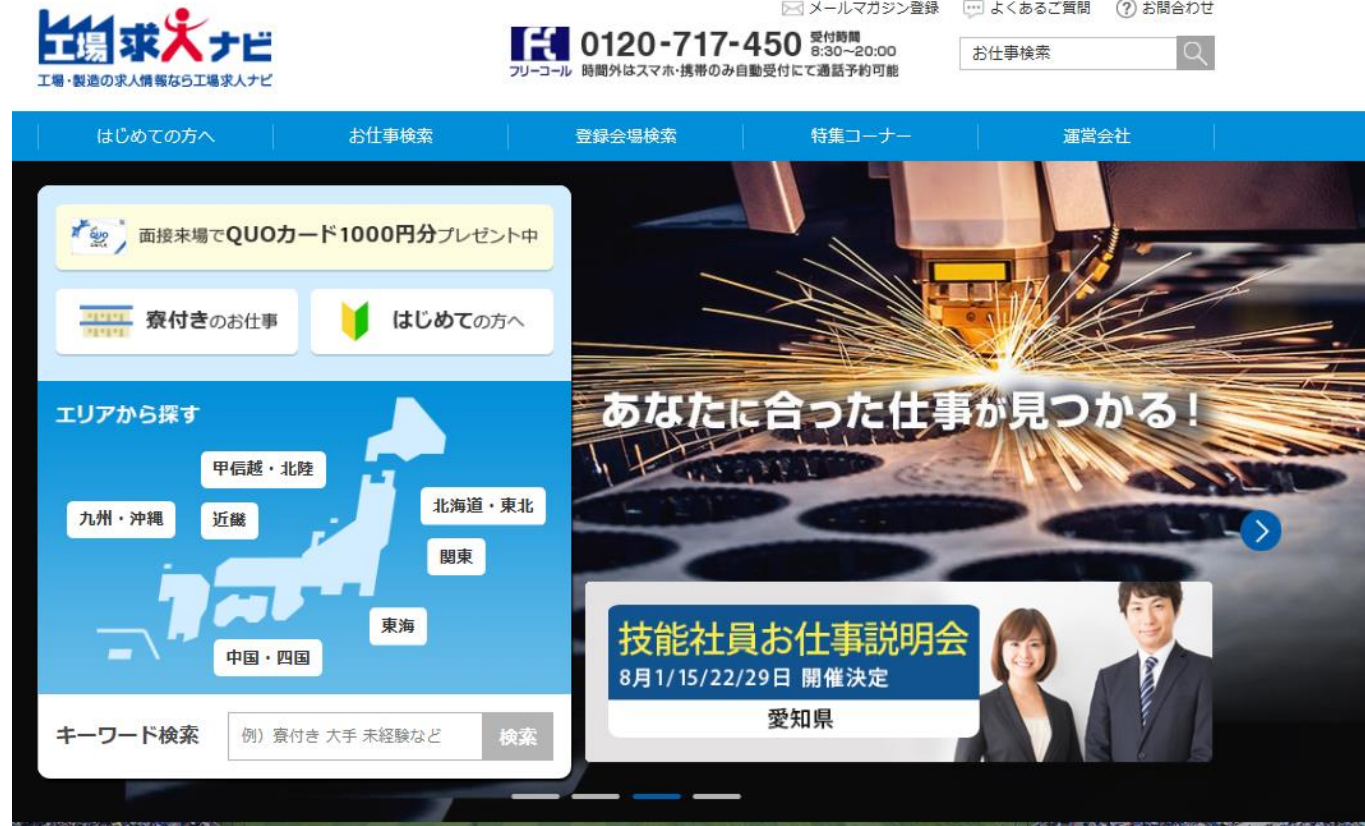 メールマガジン登録
よくあるご質問
お問合わせ
工場求人ナビ
工場・製造の求人情報なら工場求人ナビ
フリーコール
0120-717-450
受付時間
8:30～20:00
時間外はスマホ・携帯のみ自動受付にて通話予約可能
お仕事検索
はじめての方へ
お仕事検索
登録会場検索
特集コーナー
運営会社
QUO
面接来場でQUOカード1000円分プレゼント中
寮付きのお仕事
はじめての方へ
エリアから探す
甲信越・北陸
九州・沖縄
近畿
北海道・東北
関東
東海
中国・四国
キーワード検索
例）寮付き 大手 未経験など
検索
あなたに合った仕事が見つかる！
技能社員お仕事説明会
8月1/15/22/29日 開催決定
愛知県